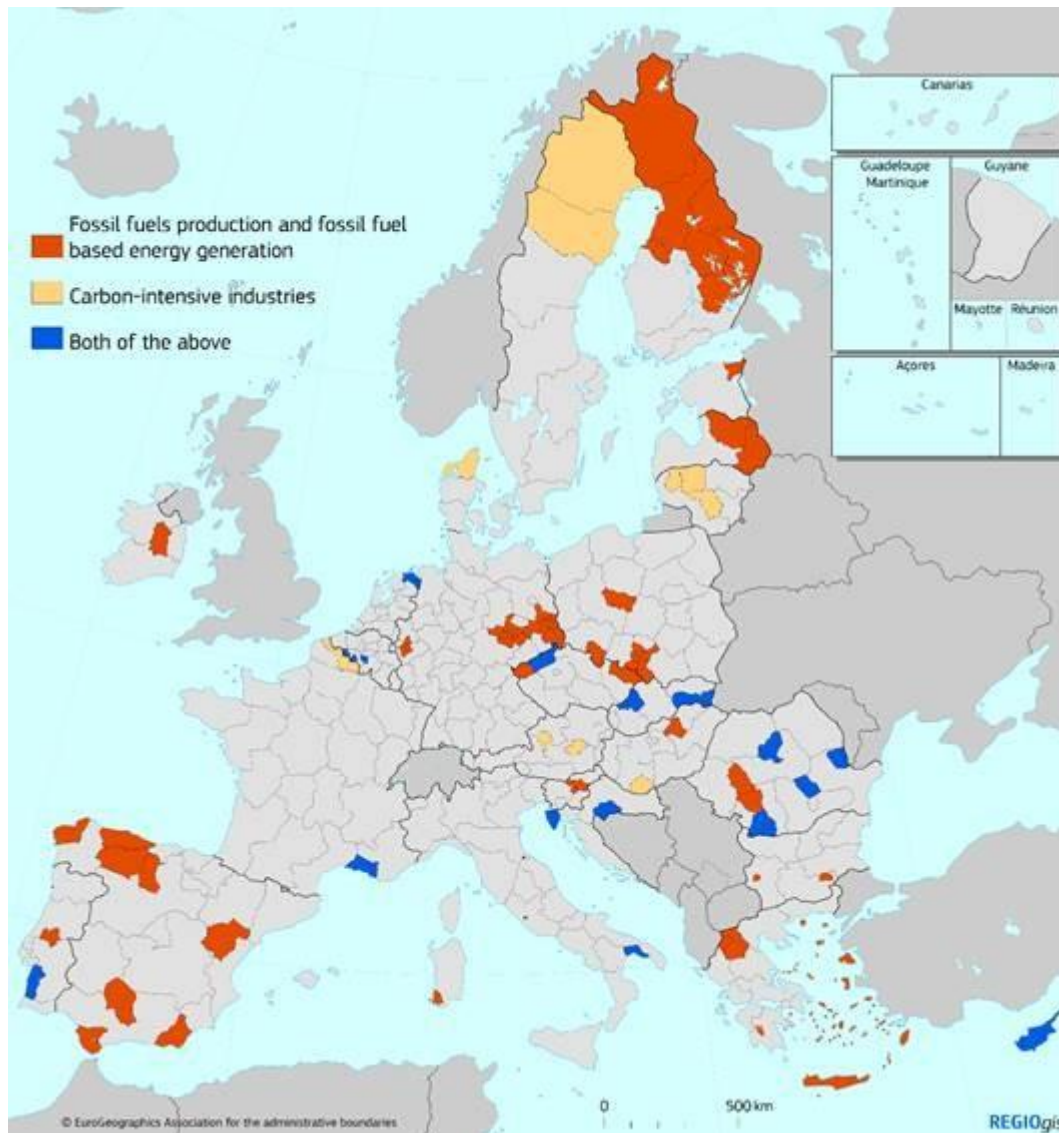 Canarias
Guadeloupe
Martinique
Guyane
Mayotte
Réunion
Açores
Madeira
Fossil fuels production and fossil fuel
based energy generation
Carbon-intensive industries
Both of the above
0
500 km
© EuroGeographics Association for the administrative boundaries
REGIOgis